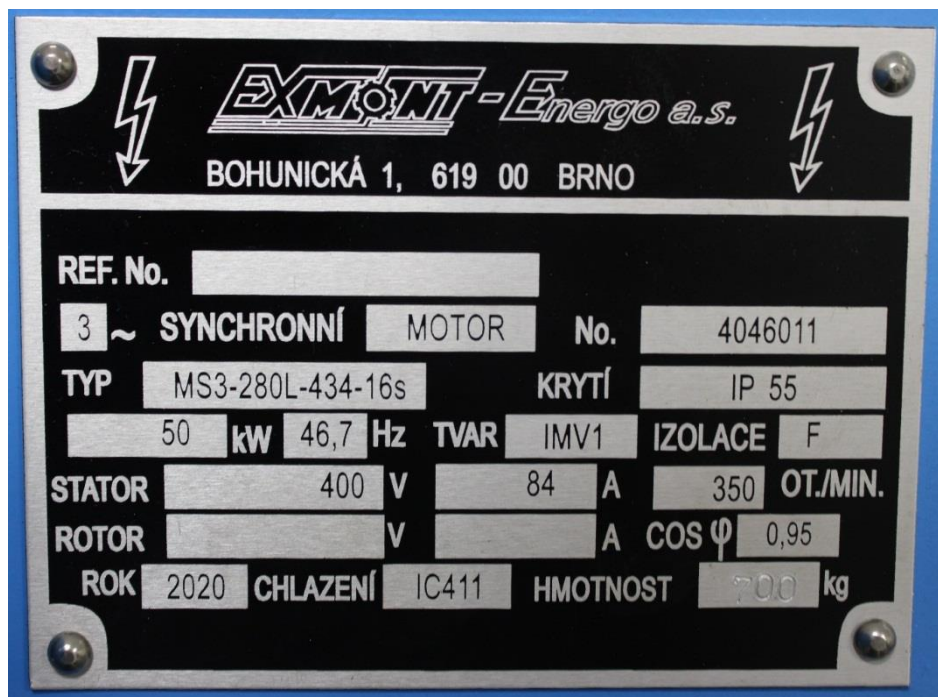 EXMONT - Energo a.s.
BOHUNICKÁ 1, 619 00 BRNO
REF. No.
3 ~ SYNCHRONNÍ MOTOR No. 4046011
TYP MS3-280L-434-16s KRYTÍ IP 55
50 kW 46,7 Hz TVAR IMV1 IZOLACE F
STATOR 400 V 84 A 350 OT./MIN.
ROTOR V A COS φ 0,95
ROK 2020 CHLAZENÍ IC411 HMOTNOST 700 kg